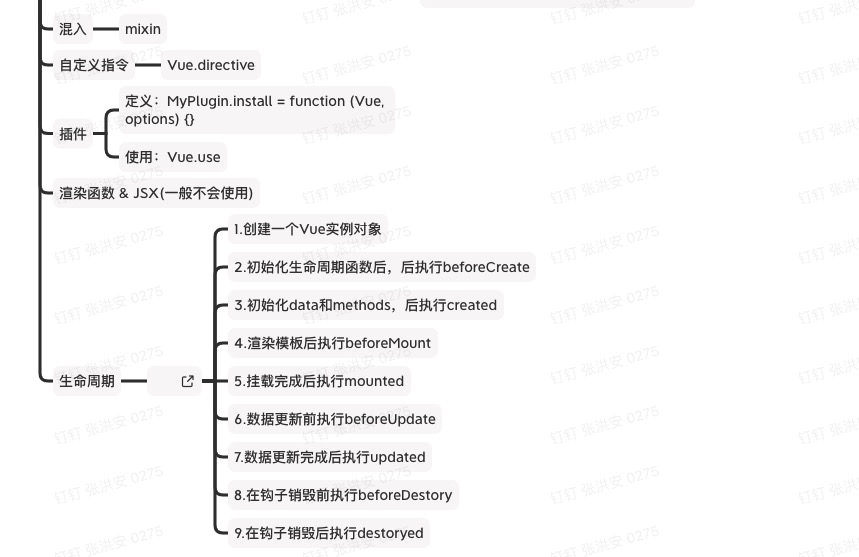 混入
mixin
自定义指令
Vue.directive
插件
定义：MyPlugin.install = function (Vue,
options) {}
使用：Vue.use
渲染函数 & JSX(一般不会使用)
生命周期
1.创建一个Vue实例对象
2.初始化生命周期函数后，后执行beforeCreate
3.初始化data和methods，后执行created
4.渲染模板后执行beforeMount
5.挂载完成后执行mounted
6.数据更新前执行beforeUpdate
7.数据更新完成后执行updated
8.在钩子销毁前执行beforeDestory
9.在钩子销毁后执行destoryed
钉钉 张洪安 0275